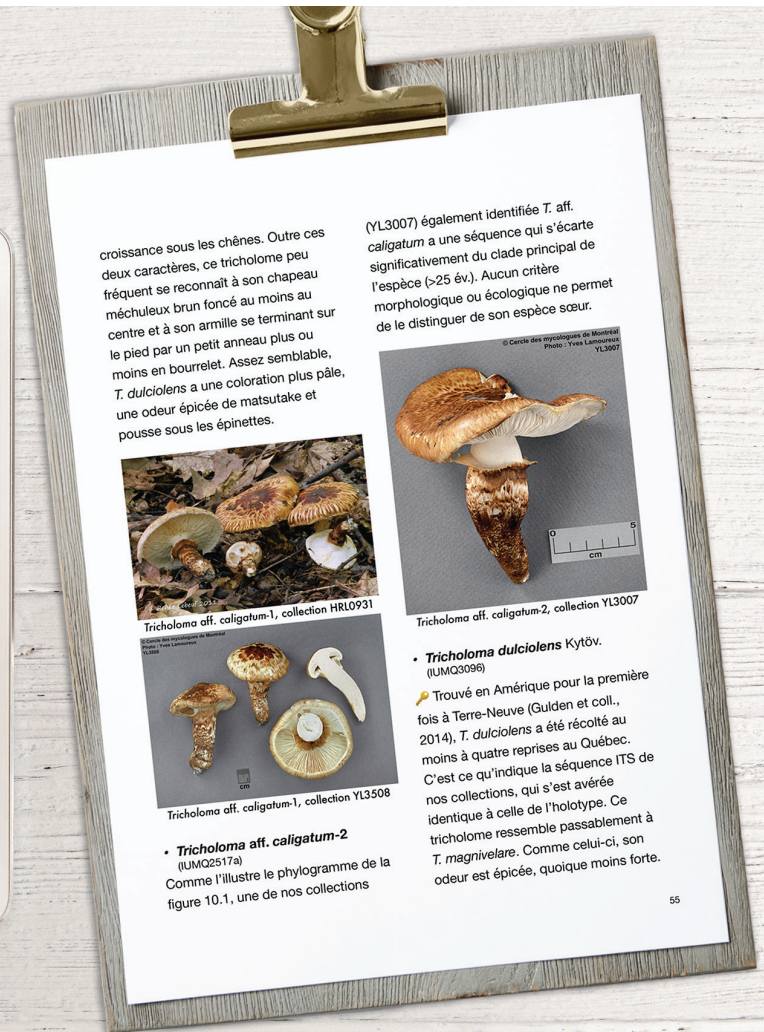 croissance sous les chênes. Outre ces
deux caractères, ce tricholome peu
fréquent se reconnaît à son chapeau
méchuleux brun foncé au moins au
centre et à son armille se terminant sur
le pied par un petit anneau plus ou
moins en bourrelet. Assez semblable,
T. dulciolens a une coloration plus pâle,
une odeur épicée de matsutake et
pousse sous les épinettes.
Tricholoma aff. caligatum-1, collection HRL0931
© Cercle des mycologues de Montréal
Photo : Yves Lamoureux
cm
Tricholoma aff. caligatum-1, collection YL3508
• Tricholoma aff. caligatum-2
(IUMQ2517a)
Comme l'illustre le phylogramme de la
figure 10.1, une de nos collections
(YL3007) également identifiée T. aff.
caligatum a une séquence qui s'écarte
significativement du clade principal de
l'espèce (>25 év.). Aucun critère
morphologique ou écologique ne permet
de le distinguer de son espèce sœur.
© Cercle des mycologues de Montréal
Photo : Yves Lamoureux
YL3007
0 5
cm
Tricholoma aff. caligatum-2, collection YL3007
• Tricholoma dulciolens Kytöv.
(IUMQ3096)
Trouvé en Amérique pour la première
fois à Terre-Neuve (Gulden et coll.,
2014), T. dulciolens a été récolté au
moins à quatre reprises au Québec.
C'est ce qu'indique la séquence ITS de
nos collections, qui s'est avérée
identique à celle de l'holotype. Ce
tricholome ressemble passablement à
T. magnivelare. Comme celui-ci, son
odeur est épicée, quoique moins forte.
55